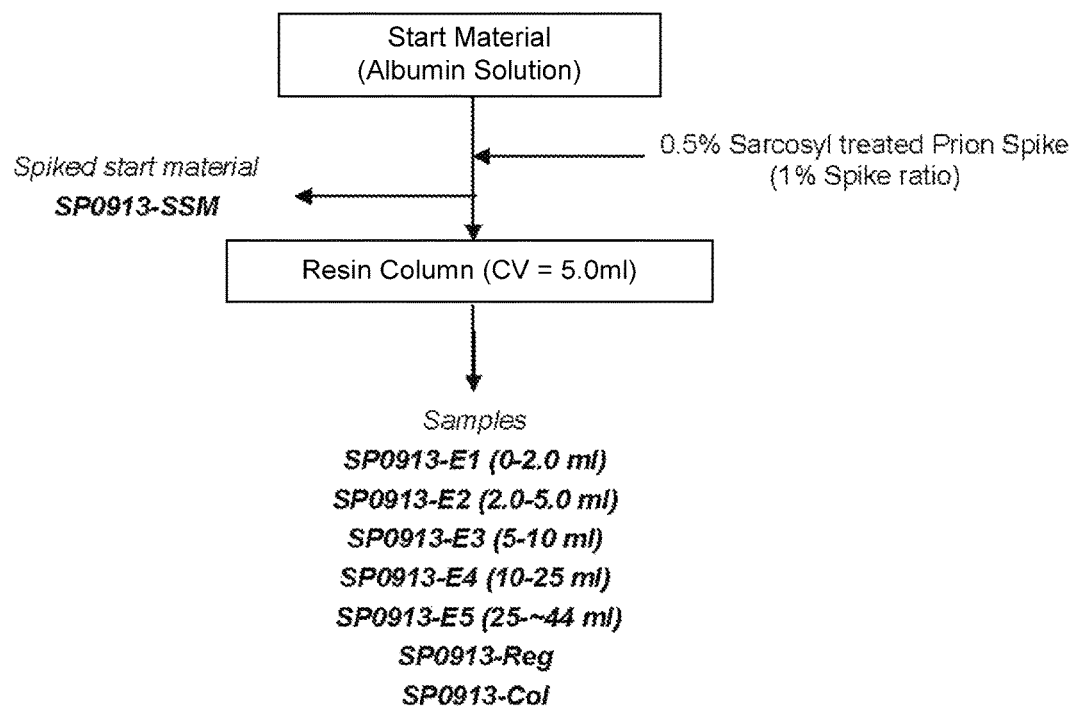 Start Material
(Albumin Solution)
0.5% Sarcosyl treated Prion Spike
(1% Spike ratio)
Spiked start material
SP0913-SSM
Resin Column (CV = 5.0ml)
Samples
SP0913-E1 (0-2.0 ml)
SP0913-E2 (2.0-5.0 ml)
SP0913-E3 (5-10 ml)
SP0913-E4 (10-25 ml)
SP0913-E5 (25-~44 ml)
SP0913-Reg
SP0913-Col